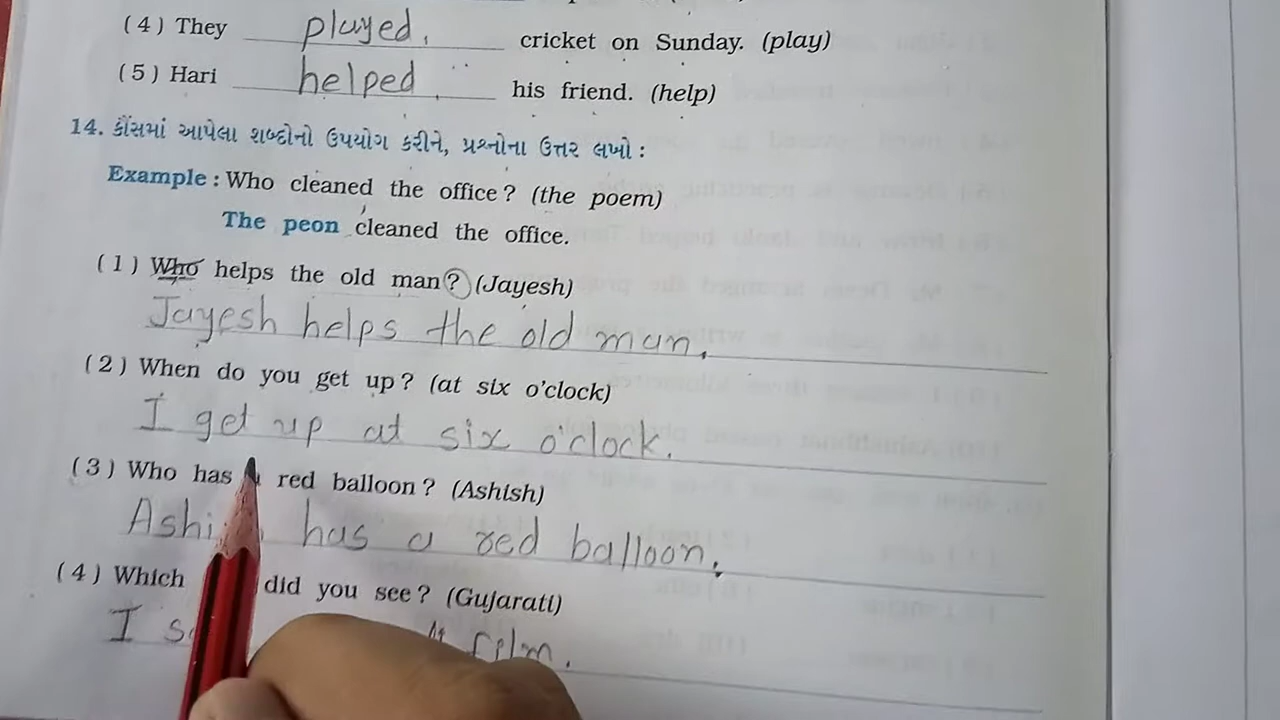 (4) They played. cricket on Sunday. (play)
(5) Hari helped. his friend. (help)
14. કૌંસમાં આપેલા શબ્દોનો ઉપયોગ કરીને, પ્રશ્નોના ઉત્તર લખો :
Example : Who cleaned the office? (the poem)
The peon cleaned the office.
(1) Who helps the old man? (Jayesh)
Jayesh helps the old man.
(2) When do you get up? (at six o'clock)
I get up at six o'clock.
(3) Who has red balloon? (Ashish)
has a red balloon.
(4) Which did you see? (Gujarati)
I film.